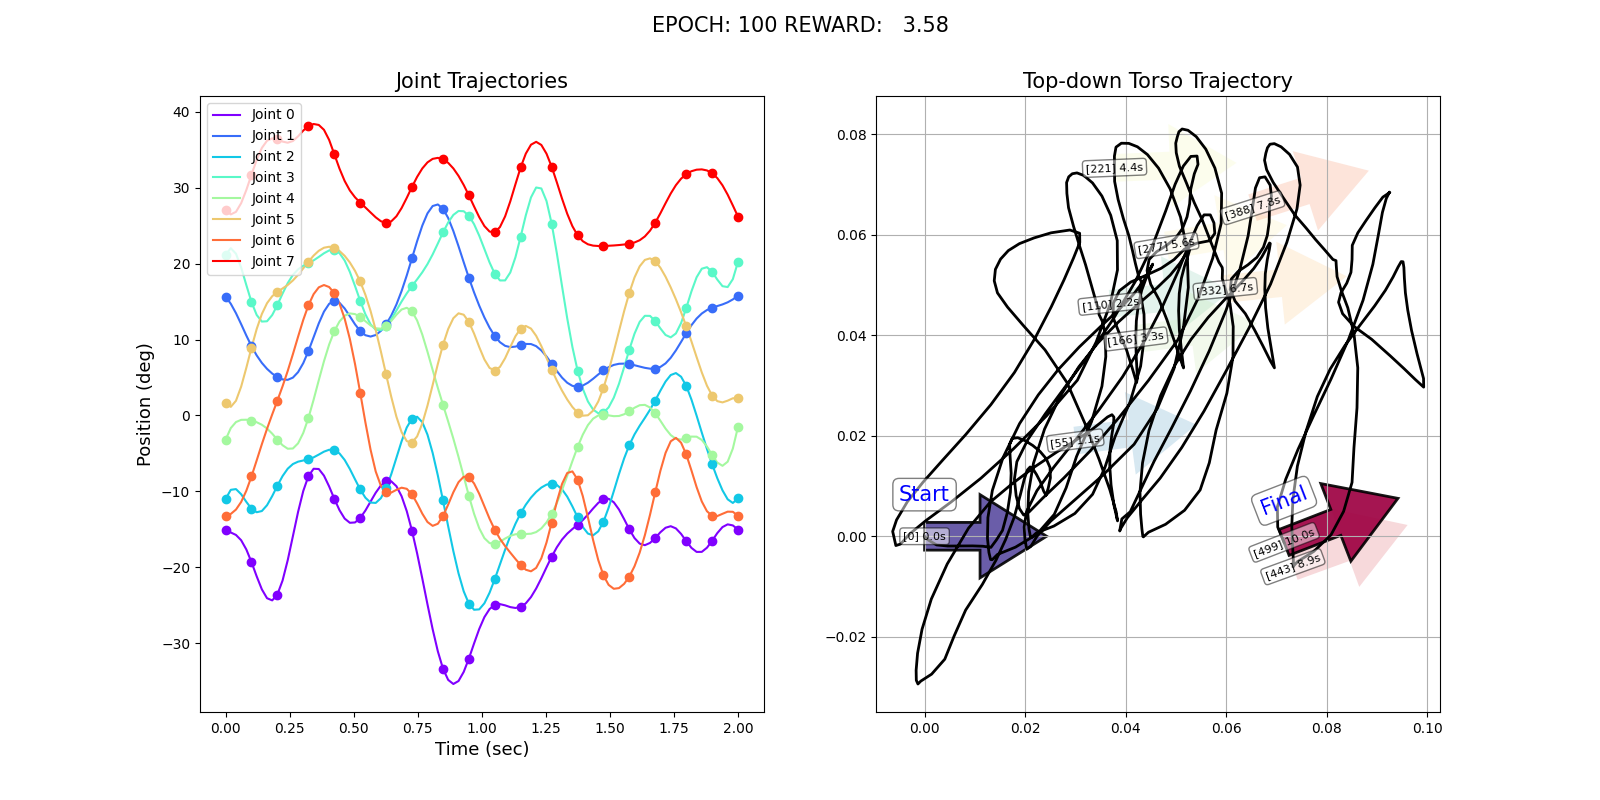 EPOCH: 100 REWARD:   3.58
Joint Trajectories
40
30
20
10
0
−10
−20
−30
Position (deg)
Joint 0
Joint 1
Joint 2
Joint 3
Joint 4
Joint 5
Joint 6
Joint 7
0.00 0.25 0.50 0.75 1.00 1.25 1.50 1.75 2.00
Time (sec)
Top-down Torso Trajectory
0.08
0.06
0.04
0.02
0.00
−0.02
[221] 4.4s
[388] 7.8s
[277] 5.6s
[332] 6.7s
[110] 2.2s
[166] 3.3s
[55] 1.1s
Start
[0] 0.0s
Final
[499] 10.0s
[443] 8.9s
0.00 0.02 0.04 0.06 0.08 0.10